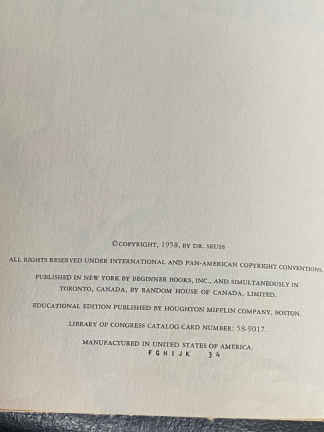 ©COPYRIGHT, 1958, BY DR. SEUSS
ALL RIGHTS RESERVED UNDER INTERNATIONAL AND PAN-AMERICAN COPYRIGHT CONVENTIONS.
PUBLISHED IN NEW YORK BY BEGINNER BOOKS, INC., AND SIMULTANEOUSLY IN
TORONTO, CANADA, BY RANDOM HOUSE OF CANADA, LIMITED.
EDUCATIONAL EDITION PUBLISHED BY HOUGHTON MIFFLIN COMPANY, BOSTON.
LIBRARY OF CONGRESS CATALOG CARD NUMBER: 58-9017.
MANUFACTURED IN UNITED STATES OF AMERICA.
FGHIJK 34